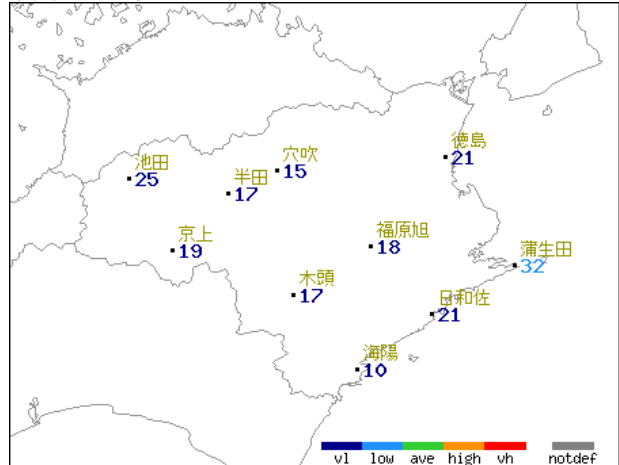 徳島
21
穴吹
15
池田
25
半田
17
福原旭
18
京上
19
蒲生田
32
木頭
17
日和佐
21
海陽
10
vl low ave high vh notdef